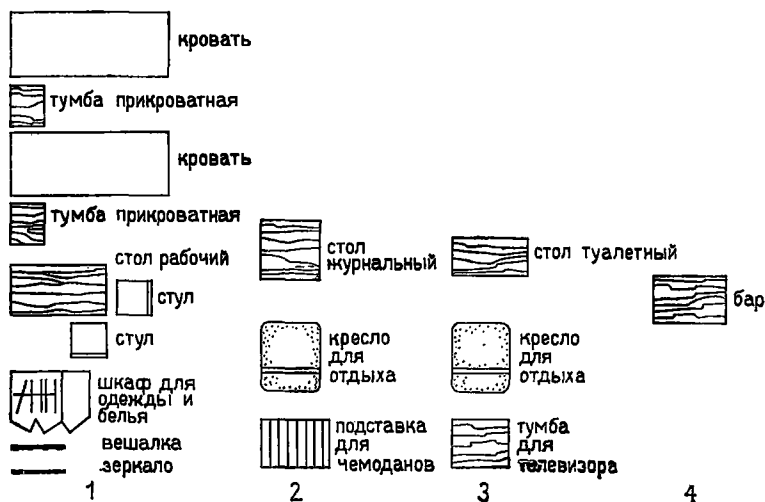 кровать
тумба прикроватная
кровать
тумба прикроватная
стол рабочий
стул
стул
шкаф для
одежды и
белья
вешалка
зеркало
1
стол
журнальный
кресло
для
отдыха
подставка
для
чемоданов
2
стол туалетный
кресло
для
отдыха
тумба
для
телевизора
3
бар
4